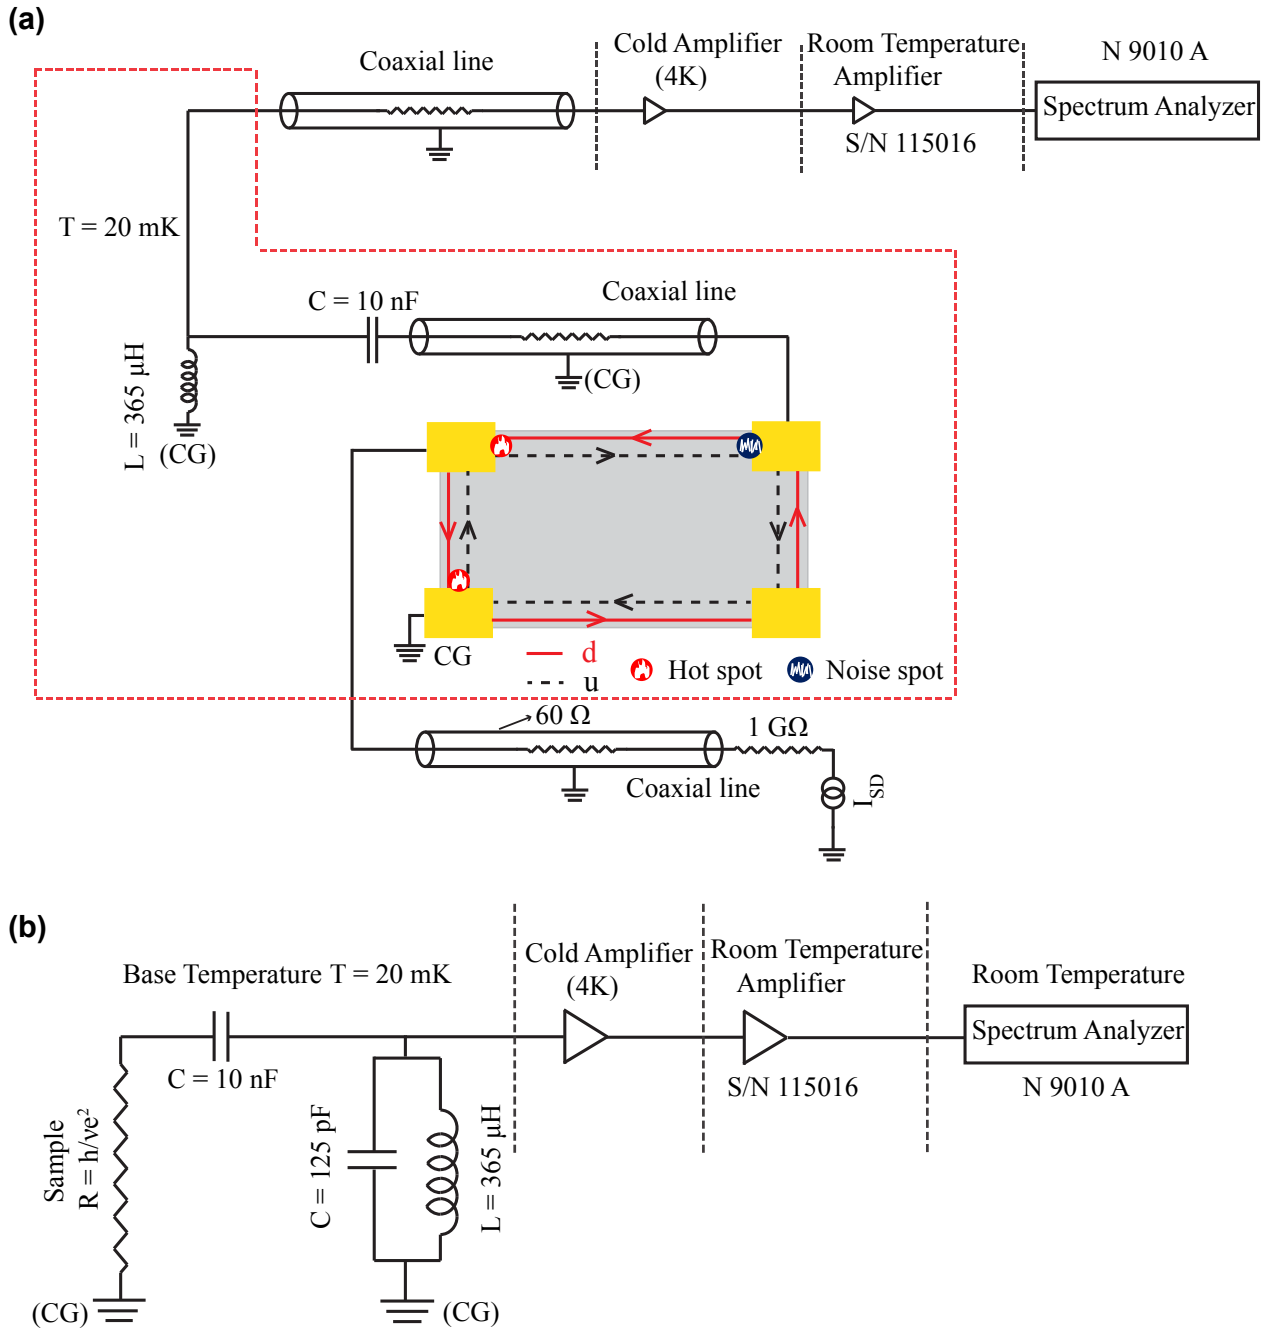 (a)
Coaxial line
Cold Amplifier
(4K)
Room Temperature
Amplifier
S/N 115016
N 9010 A
Spectrum Analyzer
T = 20 mK
C = 10 nF
Coaxial line
(CG)
L = 365 µH
(CG)
CG
d
u
Hot spot
Noise spot
60 Ω
1 GΩ
Coaxial line
I_SD
(b)
Base Temperature T = 20 mK
Cold Amplifier
(4K)
Room Temperature
Amplifier
S/N 115016
Room Temperature
Spectrum Analyzer
N 9010 A
C = 10 nF
Sample
R = h/νe²
C = 125 pF
L = 365 µH
(CG)
(CG)